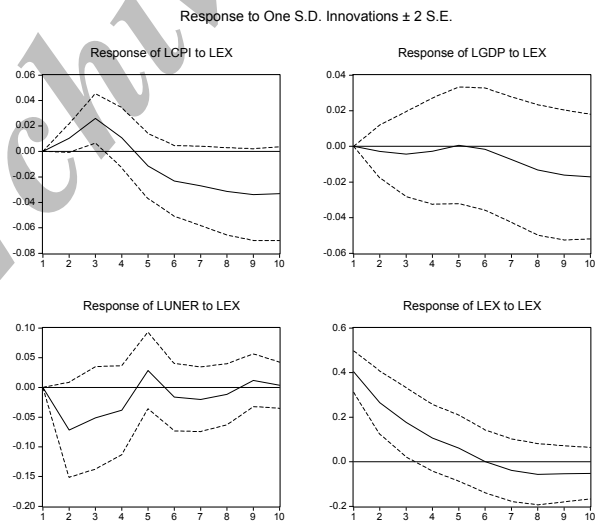 Response to One S.D. Innovations ± 2 S.E.
Response of LCPI to LEX
0.06
0.04
0.02
0.00
-0.02
-0.04
-0.06
-0.08
1 2 3 4 5 6 7 8 9 10
Response of LGDP to LEX
0.04
0.02
0.00
-0.02
-0.04
-0.06
1 2 3 4 5 6 7 8 9 10
Response of LUNER to LEX
0.10
0.05
0.00
-0.05
-0.10
-0.15
-0.20
1 2 3 4 5 6 7 8 9 10
Response of LEX to LEX
0.6
0.4
0.2
0.0
-0.2
1 2 3 4 5 6 7 8 9 10